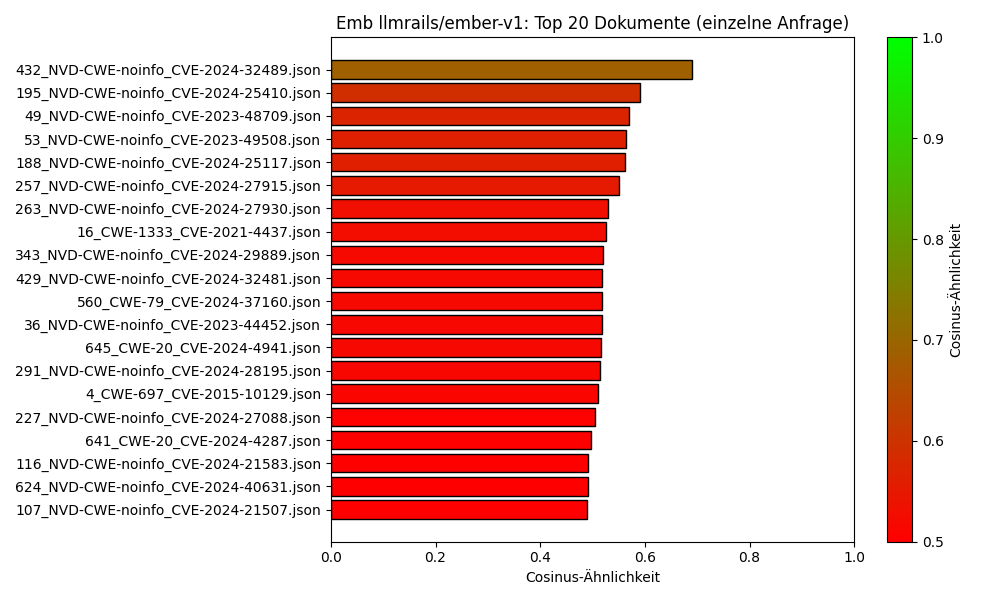 Emb llmrails/ember-v1: Top 20 Dokumente (einzelne Anfrage)
432_NVD-CWE-noinfo_CVE-2024-32489.json
195_NVD-CWE-noinfo_CVE-2024-25410.json
49_NVD-CWE-noinfo_CVE-2023-48709.json
53_NVD-CWE-noinfo_CVE-2023-49508.json
188_NVD-CWE-noinfo_CVE-2024-25117.json
257_NVD-CWE-noinfo_CVE-2024-27915.json
263_NVD-CWE-noinfo_CVE-2024-27930.json
16_CWE-1333_CVE-2021-4437.json
343_NVD-CWE-noinfo_CVE-2024-29889.json
429_NVD-CWE-noinfo_CVE-2024-32481.json
560_CWE-79_CVE-2024-37160.json
36_NVD-CWE-noinfo_CVE-2023-44452.json
645_CWE-20_CVE-2024-4941.json
291_NVD-CWE-noinfo_CVE-2024-28195.json
4_CWE-697_CVE-2015-10129.json
227_NVD-CWE-noinfo_CVE-2024-27088.json
641_CWE-20_CVE-2024-4287.json
116_NVD-CWE-noinfo_CVE-2024-21583.json
624_NVD-CWE-noinfo_CVE-2024-40631.json
107_NVD-CWE-noinfo_CVE-2024-21507.json
0.0 0.2 0.4 0.6 0.8 1.0
Cosinus-Ähnlichkeit
1.0
0.9
0.8
0.7
0.6
0.5
Cosinus-Ähnlichkeit